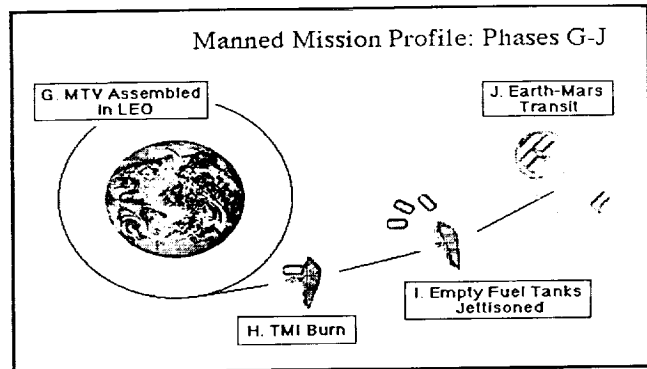 Manned Mission Profile: Phases G-J
G. MTV Assembled
In LEO
J. Earth-Mars
Transit
H. TMI Burn
I. Empty Fuel Tanks
Jettisoned